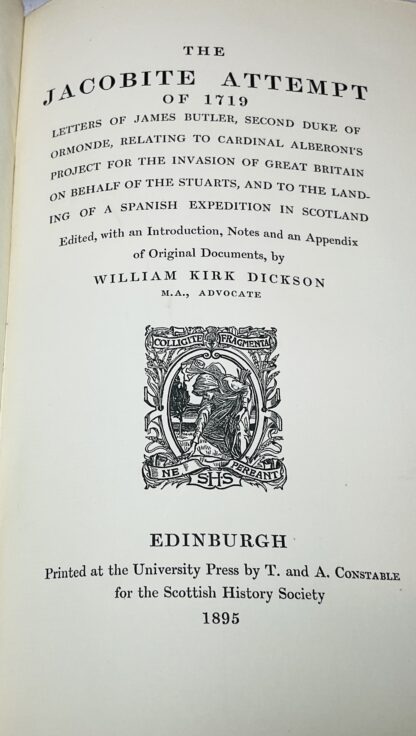 THE
JACOBITE ATTEMPT
OF 1719
LETTERS OF JAMES BUTLER, SECOND DUKE OF
ORMONDE, RELATING TO CARDINAL ALBERONI'S
PROJECT FOR THE INVASION OF GREAT BRITAIN
ON BEHALF OF THE STUARTS, AND TO THE LAND-
ING OF A SPANISH EXPEDITION IN SCOTLAND
Edited, with an Introduction, Notes and an Appendix
of Original Documents, by
WILLIAM KIRK DICKSON
M.A., ADVOCATE
COLLIGITE FRAGMENTA
NE PEREANT
SHS
EDINBURGH
Printed at the University Press by T. and A. CONSTABLE
for the Scottish History Society
1895